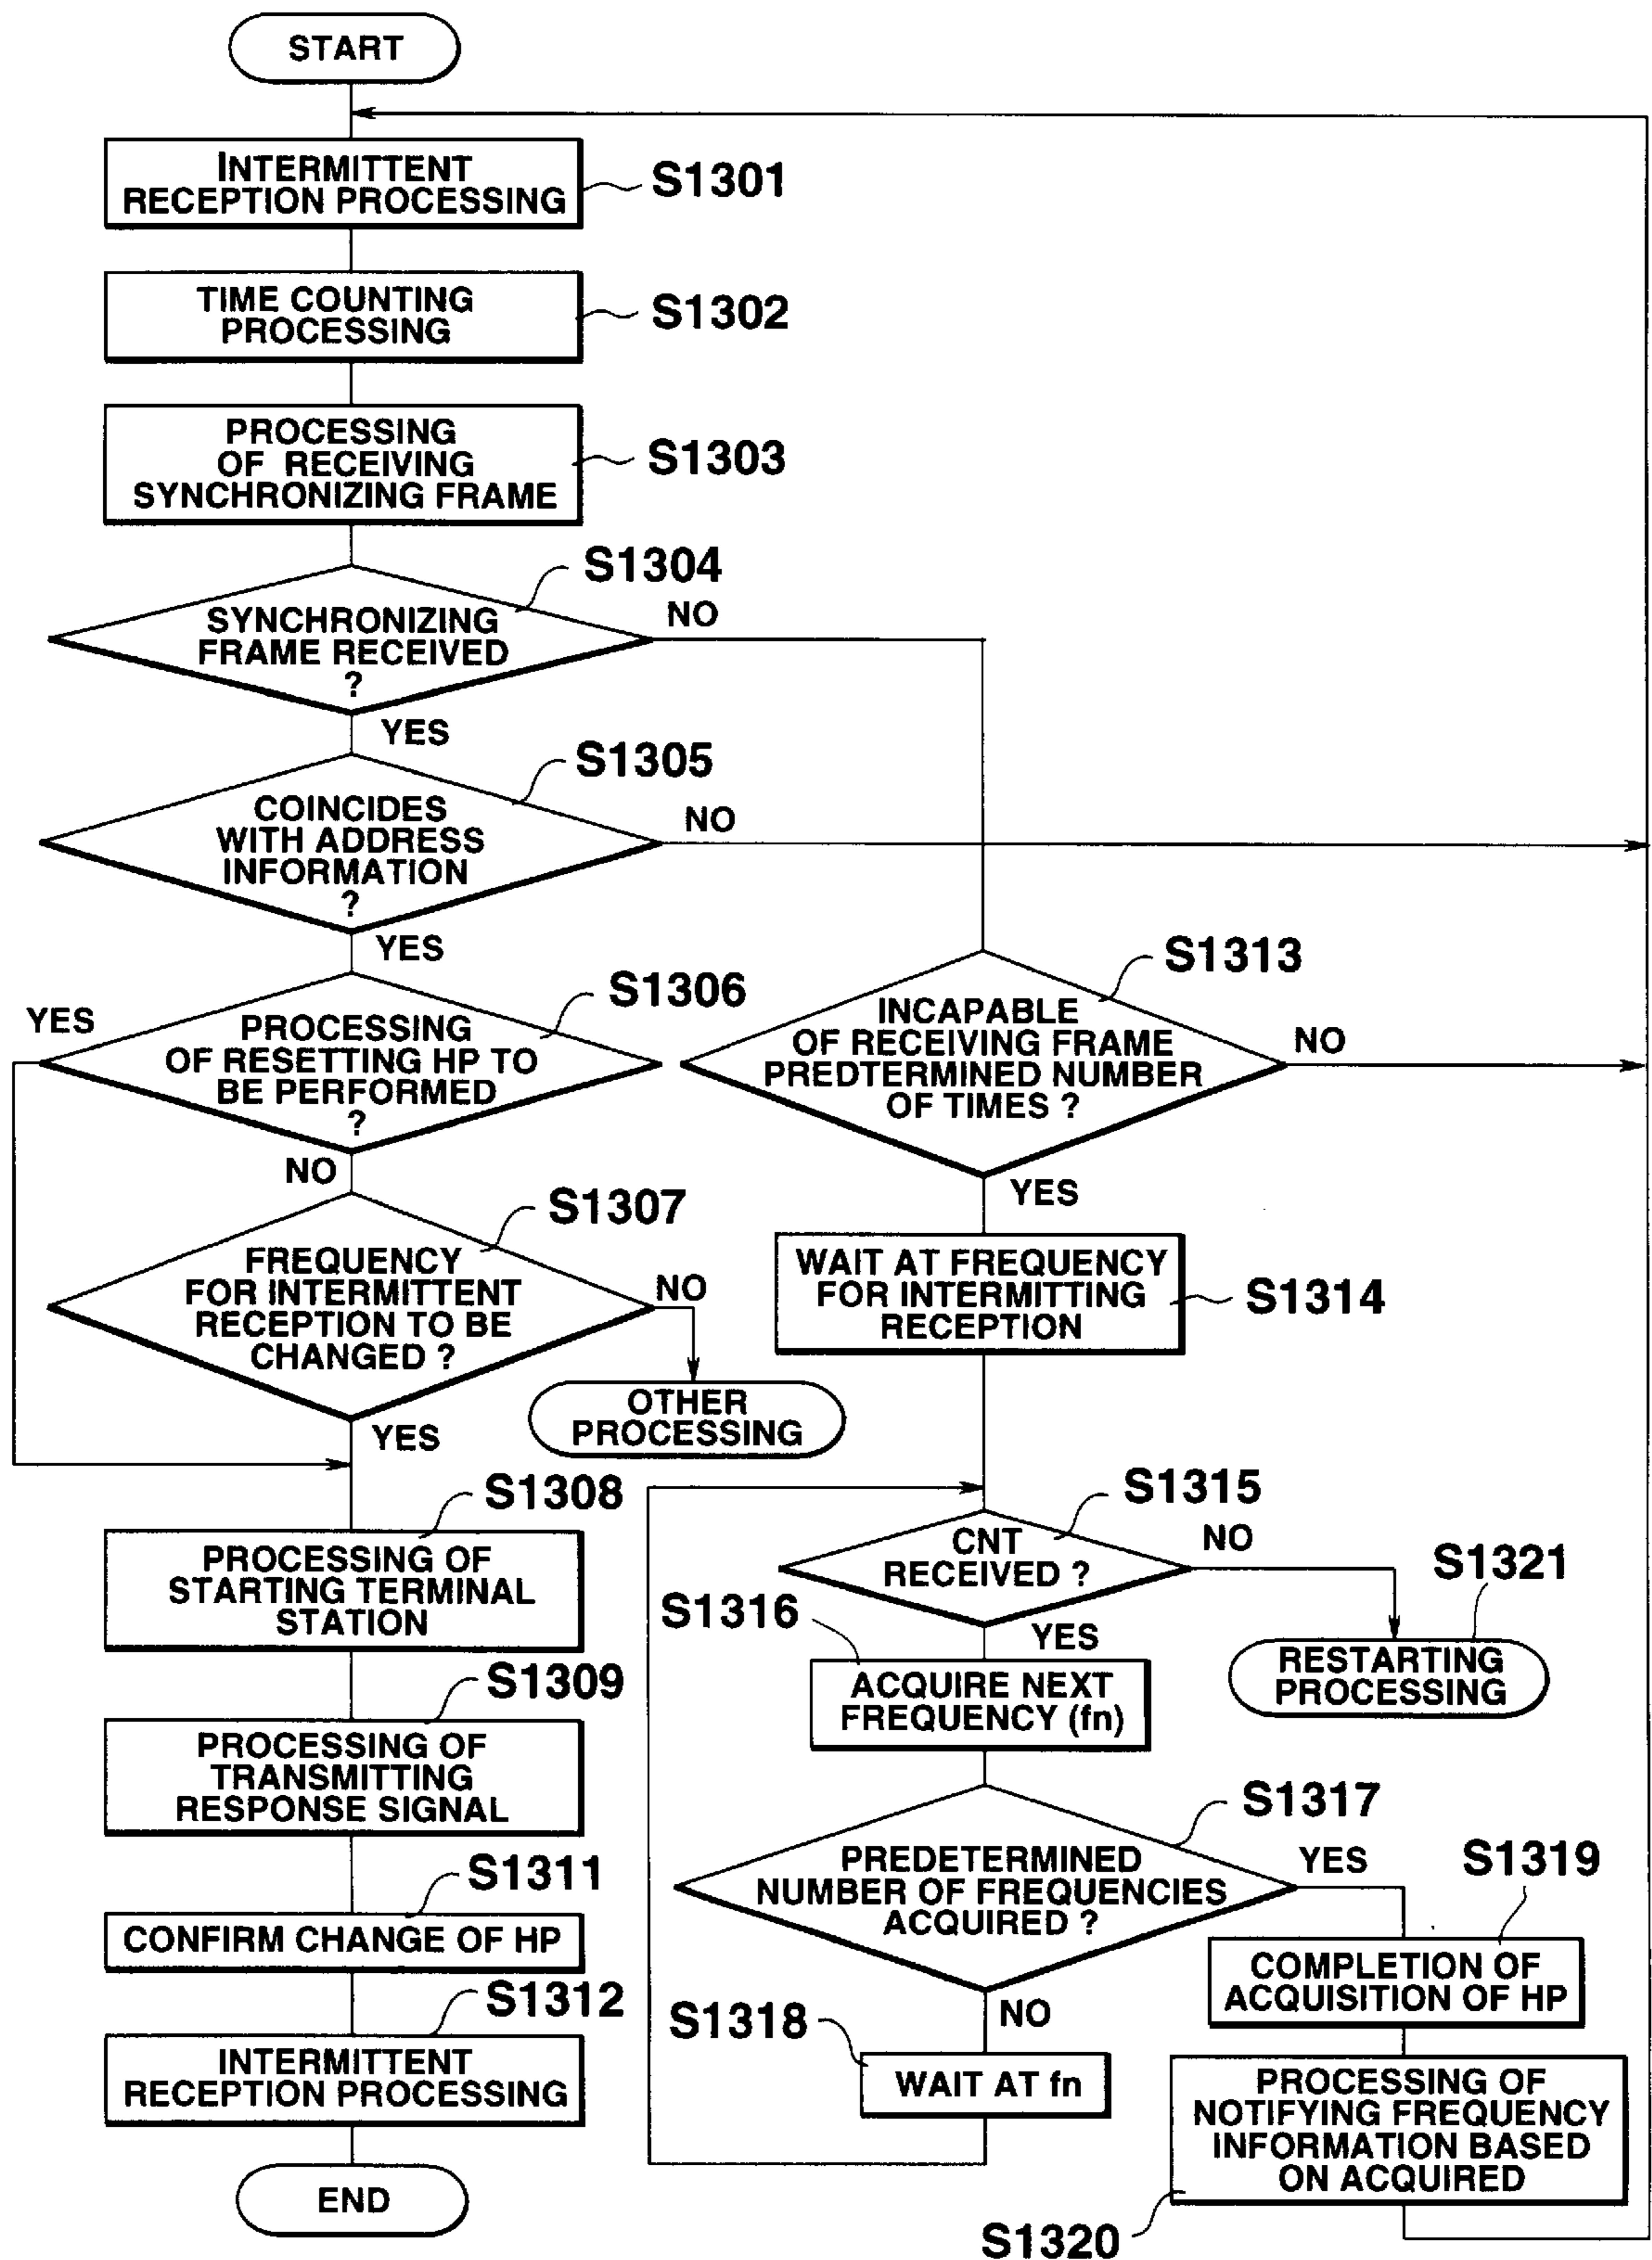 START
INTERMITTENT
RECEPTION PROCESSING
S1301
TIME COUNTING
PROCESSING
S1302
PROCESSING
OF RECEIVING
SYNCHRONIZING FRAME
S1303
S1304
SYNCHRONIZING
FRAME RECEIVED
?
NO
YES
S1305
COINCIDES
WITH ADDRESS
INFORMATION
?
NO
YES
S1306
YES
PROCESSING
OF RESETTING HP TO
BE PERFORMED
?
NO
S1307
FREQUENCY
FOR INTERMITTENT
RECEPTION TO BE
CHANGED ?
NO
OTHER
PROCESSING
YES
S1308
PROCESSING OF
STARTING TERMINAL
STATION
S1309
PROCESSING OF
TRANSMITTING
RESPONSE SIGNAL
S1311
CONFIRM CHANGE OF HP
S1312
INTERMITTENT
RECEPTION PROCESSING
END
S1313
INCAPABLE
OF RECEIVING FRAME
PREDTERMINED NUMBER
OF TIMES ?
NO
YES
WAIT AT FREQUENCY
FOR INTERMITTING
RECEPTION
S1314
S1315
CNT
RECEIVED ?
NO
S1321
RESTARTING
PROCESSING
YES
S1316
ACQUIRE NEXT
FREQUENCY (fn)
S1317
PREDETERMINED
NUMBER OF FREQUENCIES
ACQUIRED ?
YES
NO
S1318
WAIT AT fn
S1319
COMPLETION OF
ACQUISITION OF HP
PROCESSING OF
NOTIFYING FREQUENCY
INFORMATION BASED
ON ACQUIRED
S1320